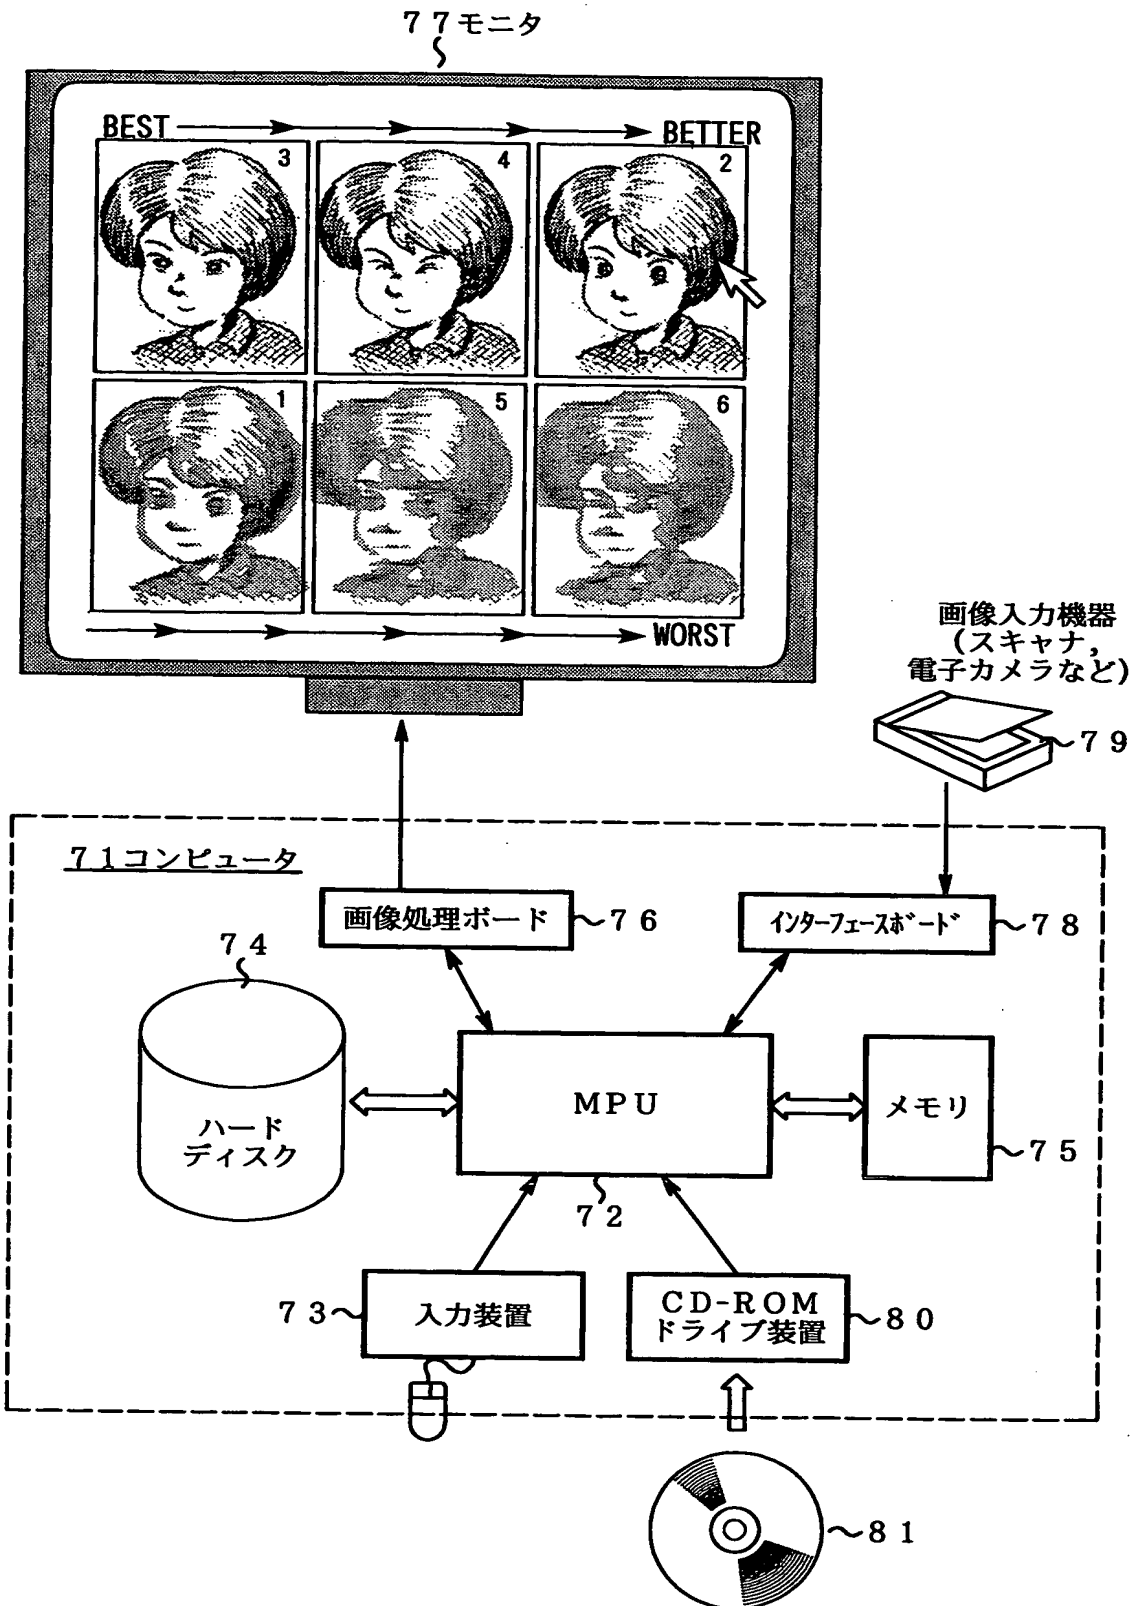 ７７モニタ
BEST
BETTER
3
4
2
1
5
6
WORST
画像入力機器
(スキャナ,
電子カメラなど)
７９
７１コンピュータ
画像処理ボード
７６
インターフェースボード
７８
７４
ハード
ディスク
MPU
７２
メモリ
７５
７３
入力装置
CD-ROM
ドライブ装置
８０
８１